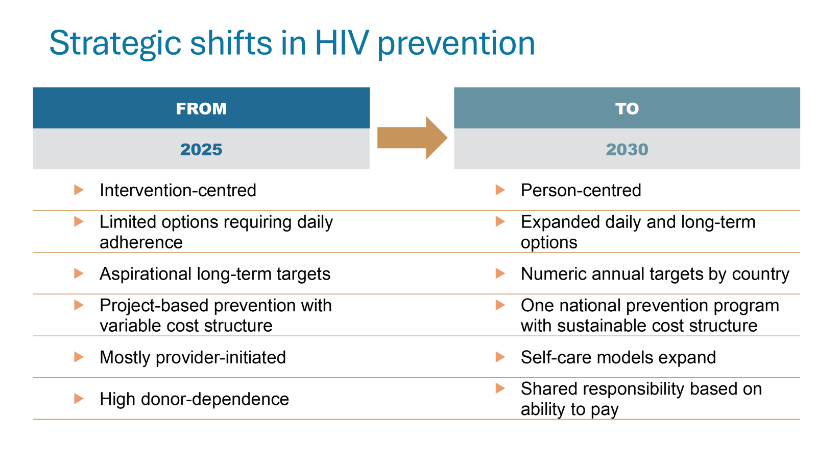 Strategic shifts in HIV prevention
FROM
TO
2025
2030
Intervention-centred
Person-centred
Limited options requiring daily
adherence
Expanded daily and long-term
options
Aspirational long-term targets
Numeric annual targets by country
Project-based prevention with
variable cost structure
One national prevention program
with sustainable cost structure
Mostly provider-initiated
Self-care models expand
High donor-dependence
Shared responsibility based on
ability to pay